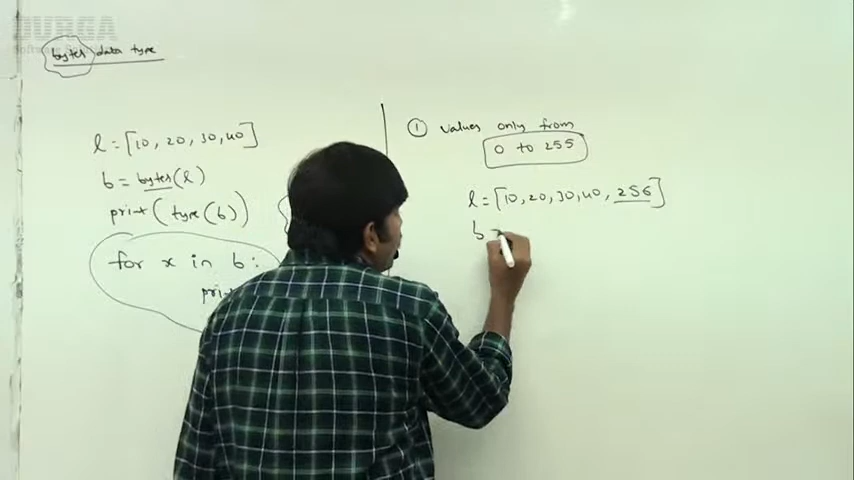 DURGA
bytes data type
l = [10, 20, 30, 40]
b = bytes(l)
print(type(b))
for x in b:
① values only from
0 to 255
l = [10, 20, 30, 40, 256]
b =